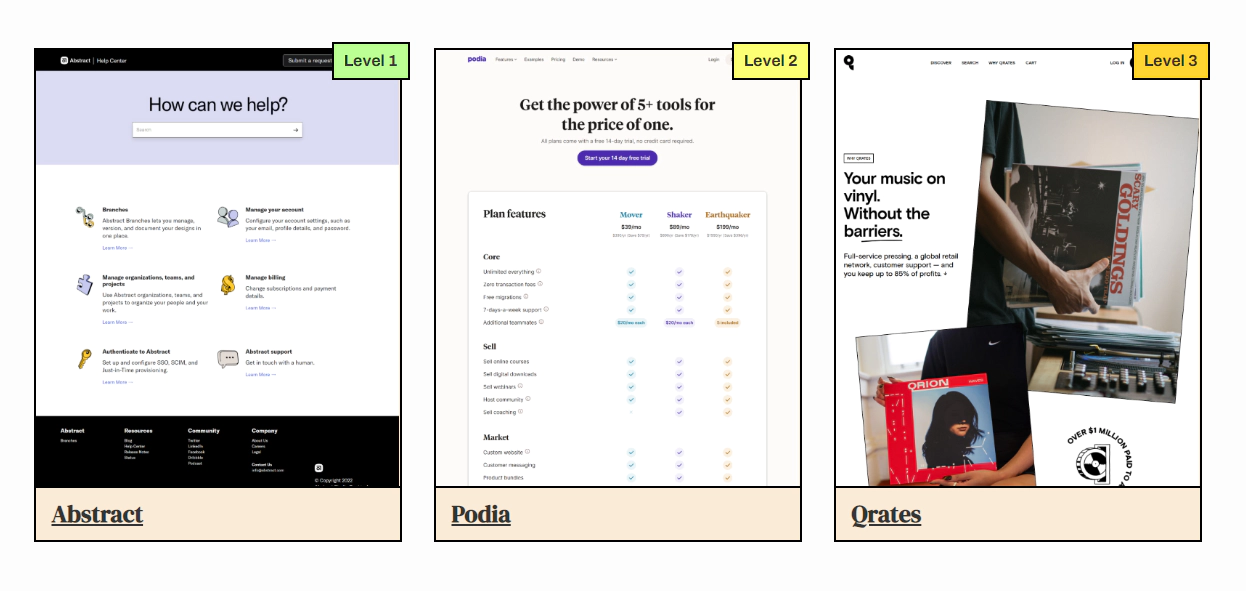 Abstract | Help Center
Submit a request
Level 1
How can we help?
Search
Branches
Abstract Branches lets you manage,
version, and document your designs in
one place.
Learn More →
Manage your account
Configure your account settings, such as
your email, profile details, and password.
Learn More →
Manage organizations, teams, and
projects
Use Abstract organizations, teams, and
projects to organize your people and your
work.
Learn More →
Manage billing
Change subscriptions and payment
details.
Learn More →
Authenticate to Abstract
Set up and configure SSO, SCIM, and
Just-in-Time provisioning.
Learn More →
Abstract support
Get in touch with a human.
Learn More →
Abstract
Branches
Resources
Blog
Help Center
Release Notes
Status
Community
Twitter
LinkedIn
Facebook
Dribbble
Podcast
Company
About Us
Careers
Legal
Contact Us
info@abstract.com
© Copyright 2022
Abstract
podia
Features
Examples
Pricing
Demo
Resources
Login
Level 2
Get the power of 5+ tools for
the price of one.
All plans come with a free 14-day trial, no credit card required.
Start your 14 day free trial
Plan features
Mover
Shaker
Earthquaker
$39/mo
$89/mo
$199/mo
Core
Unlimited everything
Zero transaction fees
Free migrations
7-days-a-week support
Additional teammates
$20/mo each
$20/mo each
5 included
Sell
Sell online courses
Sell digital downloads
Sell webinars
Host community
Sell coaching
Market
Custom website
Customer messaging
Product bundles
Podia
DISCOVER
SEARCH
WHY QRATES
CART
LOG IN
Level 3
WHY QRATES
Your music on
vinyl.
Without the
barriers.
Full-service pressing, a global retail
network, customer support — and
you keep up to 85% of profits. +
SCARY
GOLDINGS
ORION
OVER $1 MILLION PAID TO A
Qrates